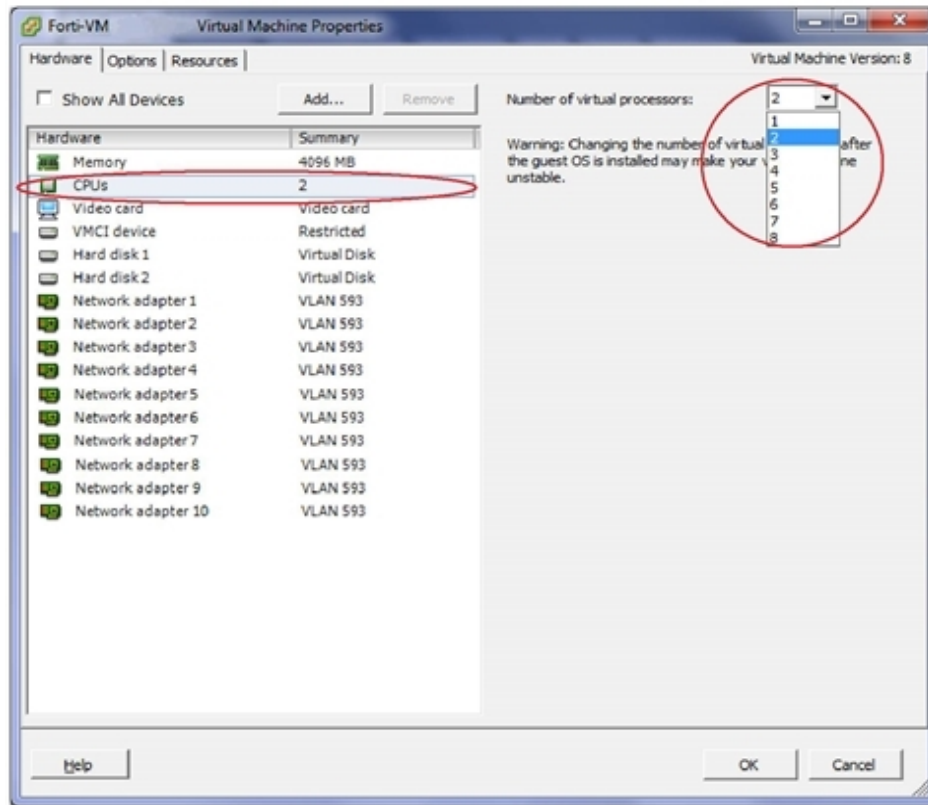 Forti-VM Virtual Machine Properties
Hardware Options Resources Virtual Machine Version: 8
Show All Devices Add... Remove
Hardware Summary
Memory 4096 MB
CPUs 2
Video card Video card
VMCI device Restricted
Hard disk 1 Virtual Disk
Hard disk 2 Virtual Disk
Network adapter 1 VLAN 593
Network adapter 2 VLAN 593
Network adapter 3 VLAN 593
Network adapter 4 VLAN 593
Network adapter 5 VLAN 593
Network adapter 6 VLAN 593
Network adapter 7 VLAN 593
Network adapter 8 VLAN 593
Network adapter 9 VLAN 593
Network adapter 10 VLAN 593
Number of virtual processors: 2
1
2
3
4
5
6
7
8
Warning: Changing the number of virtual after
the guest OS is installed may make your
unstable.
Help OK Cancel